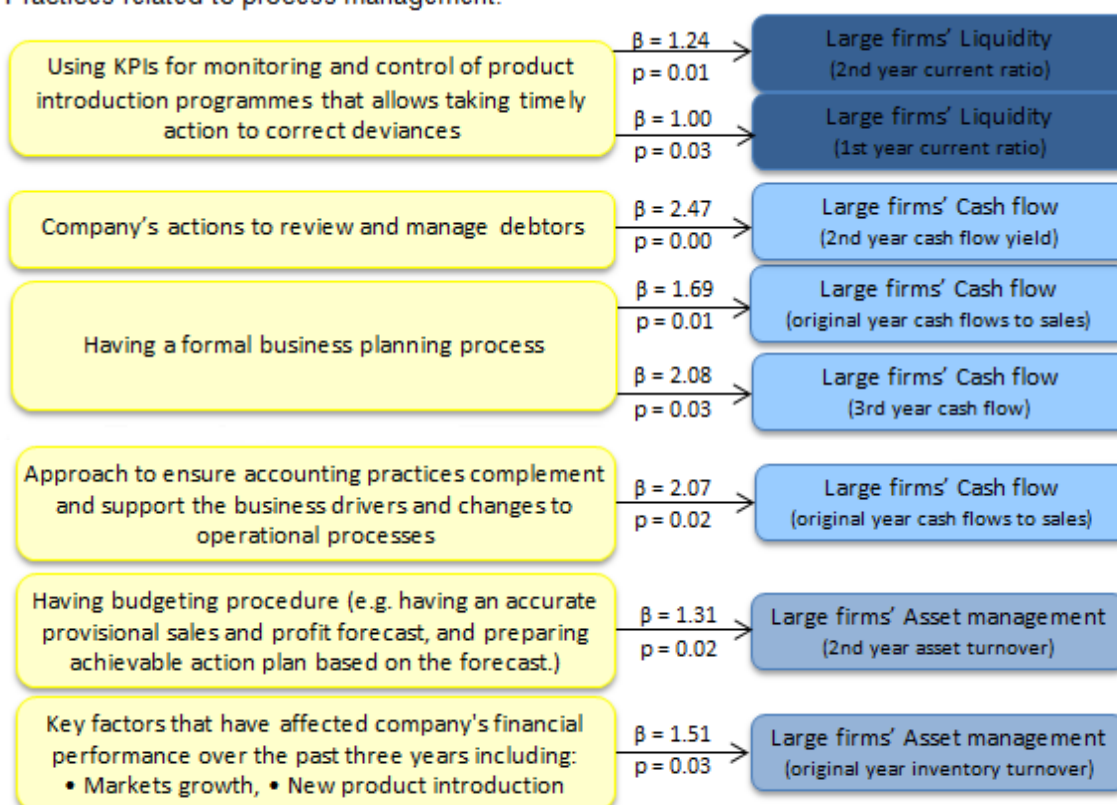 Practices related to process management:
Using KPIs for monitoring and control of product
introduction programmes that allows taking timely
action to correct deviances
β = 1.24
p = 0.01
Large firms' Liquidity
(2nd year current ratio)
β = 1.00
p = 0.03
Large firms' Liquidity
(1st year current ratio)
Company's actions to review and manage debtors
β = 2.47
p = 0.00
Large firms' Cash flow
(2nd year cash flow yield)
Having a formal business planning process
β = 1.69
p = 0.01
Large firms' Cash flow
(original year cash flows to sales)
β = 2.08
p = 0.03
Large firms' Cash flow
(3rd year cash flow)
Approach to ensure accounting practices complement
and support the business drivers and changes to
operational processes
β = 2.07
p = 0.02
Large firms' Cash flow
(original year cash flows to sales)
Having budgeting procedure (e.g. having an accurate
provisional sales and profit forecast, and preparing
achievable action plan based on the forecast.)
β = 1.31
p = 0.02
Large firms' Asset management
(2nd year asset turnover)
Key factors that have affected company's financial
performance over the past three years including:
• Markets growth, • New product introduction
β = 1.51
p = 0.03
Large firms' Asset management
(original year inventory turnover)